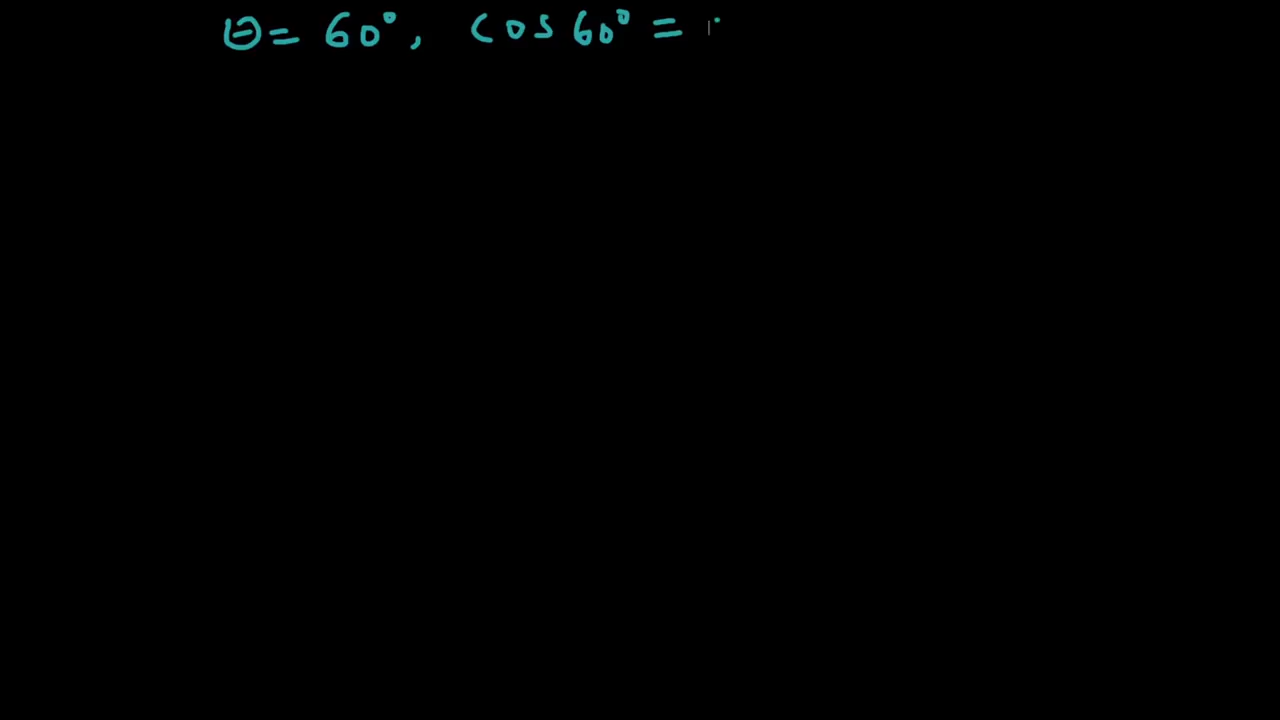 θ = 60°, cos 60° =